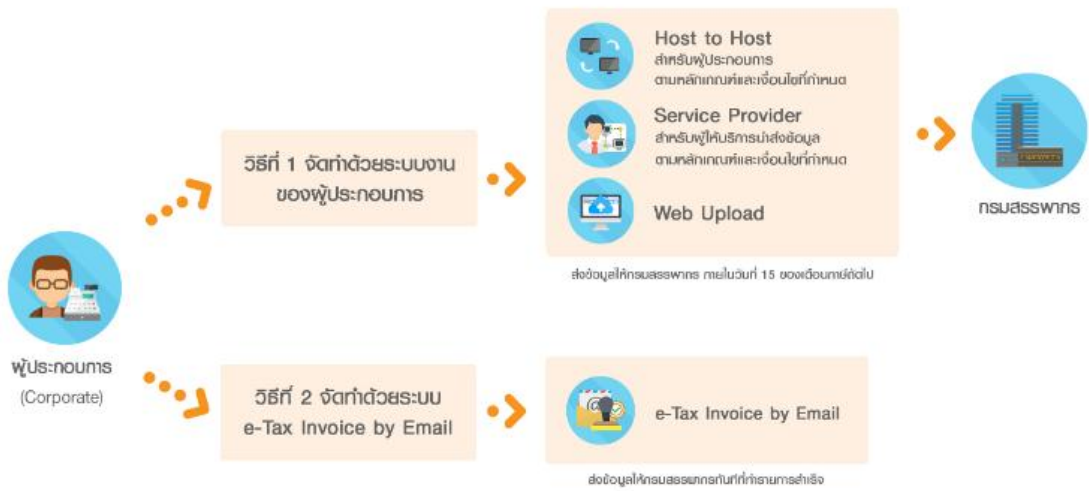 Host to Host
สำหรับผู้ประกอบการ
ตามหลักเกณฑ์และเงื่อนไขที่กำหนด
Service Provider
สำหรับผู้ให้บริการนำส่งข้อมูล
ตามหลักเกณฑ์และเงื่อนไขที่กำหนด
Web Upload
ส่งข้อมูลให้กรมสรรพากร ภายในวันที่ 15 ของเดือนภาษีถัดไป
กรมสรรพากร
วิธีที่ 1 จัดทำด้วยระบบงาน
ของผู้ประกอบการ
ผู้ประกอบการ
(Corporate)
วิธีที่ 2 จัดทำด้วยระบบ
e-Tax Invoice by Email
e-Tax Invoice by Email
ส่งข้อมูลให้กรมสรรพากรทันทีที่ทำรายการสำเร็จ